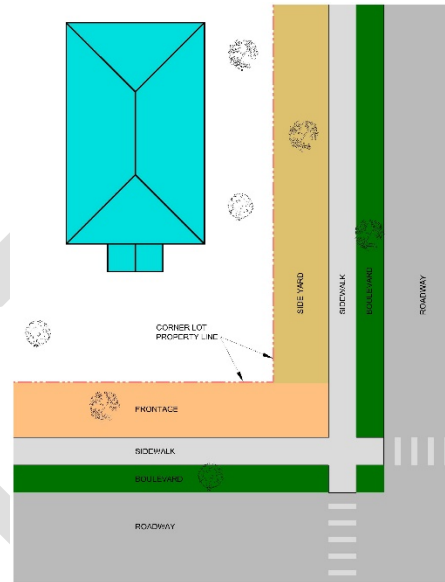 SIDE YARD
SIDEWALK
BOULEVARD
ROADWAY
CORNER LOT
PROPERTY LINE
FRONTAGE
SIDEWALK
BOULEVARD
ROADWAY